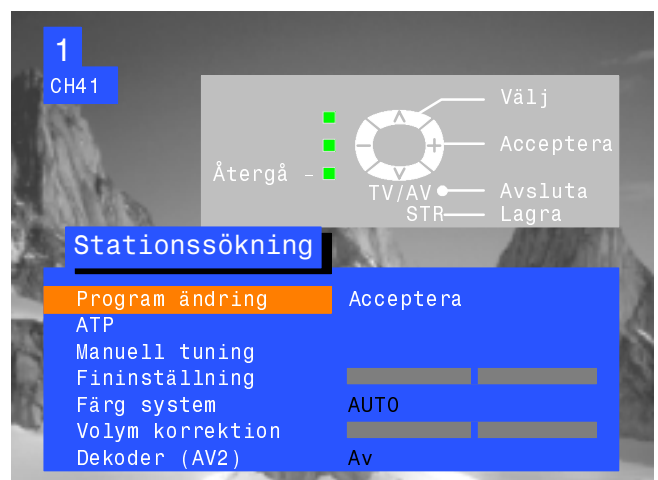 1
CH41
Välj
Acceptera
Återgå
TV/AV Avsluta
STR Lagra
Stationssökning
Program ändring Acceptera
ATP
Manuell tuning
Fininställning
Färg system AUTO
Volym korrektion
Dekoder (AV2) Av